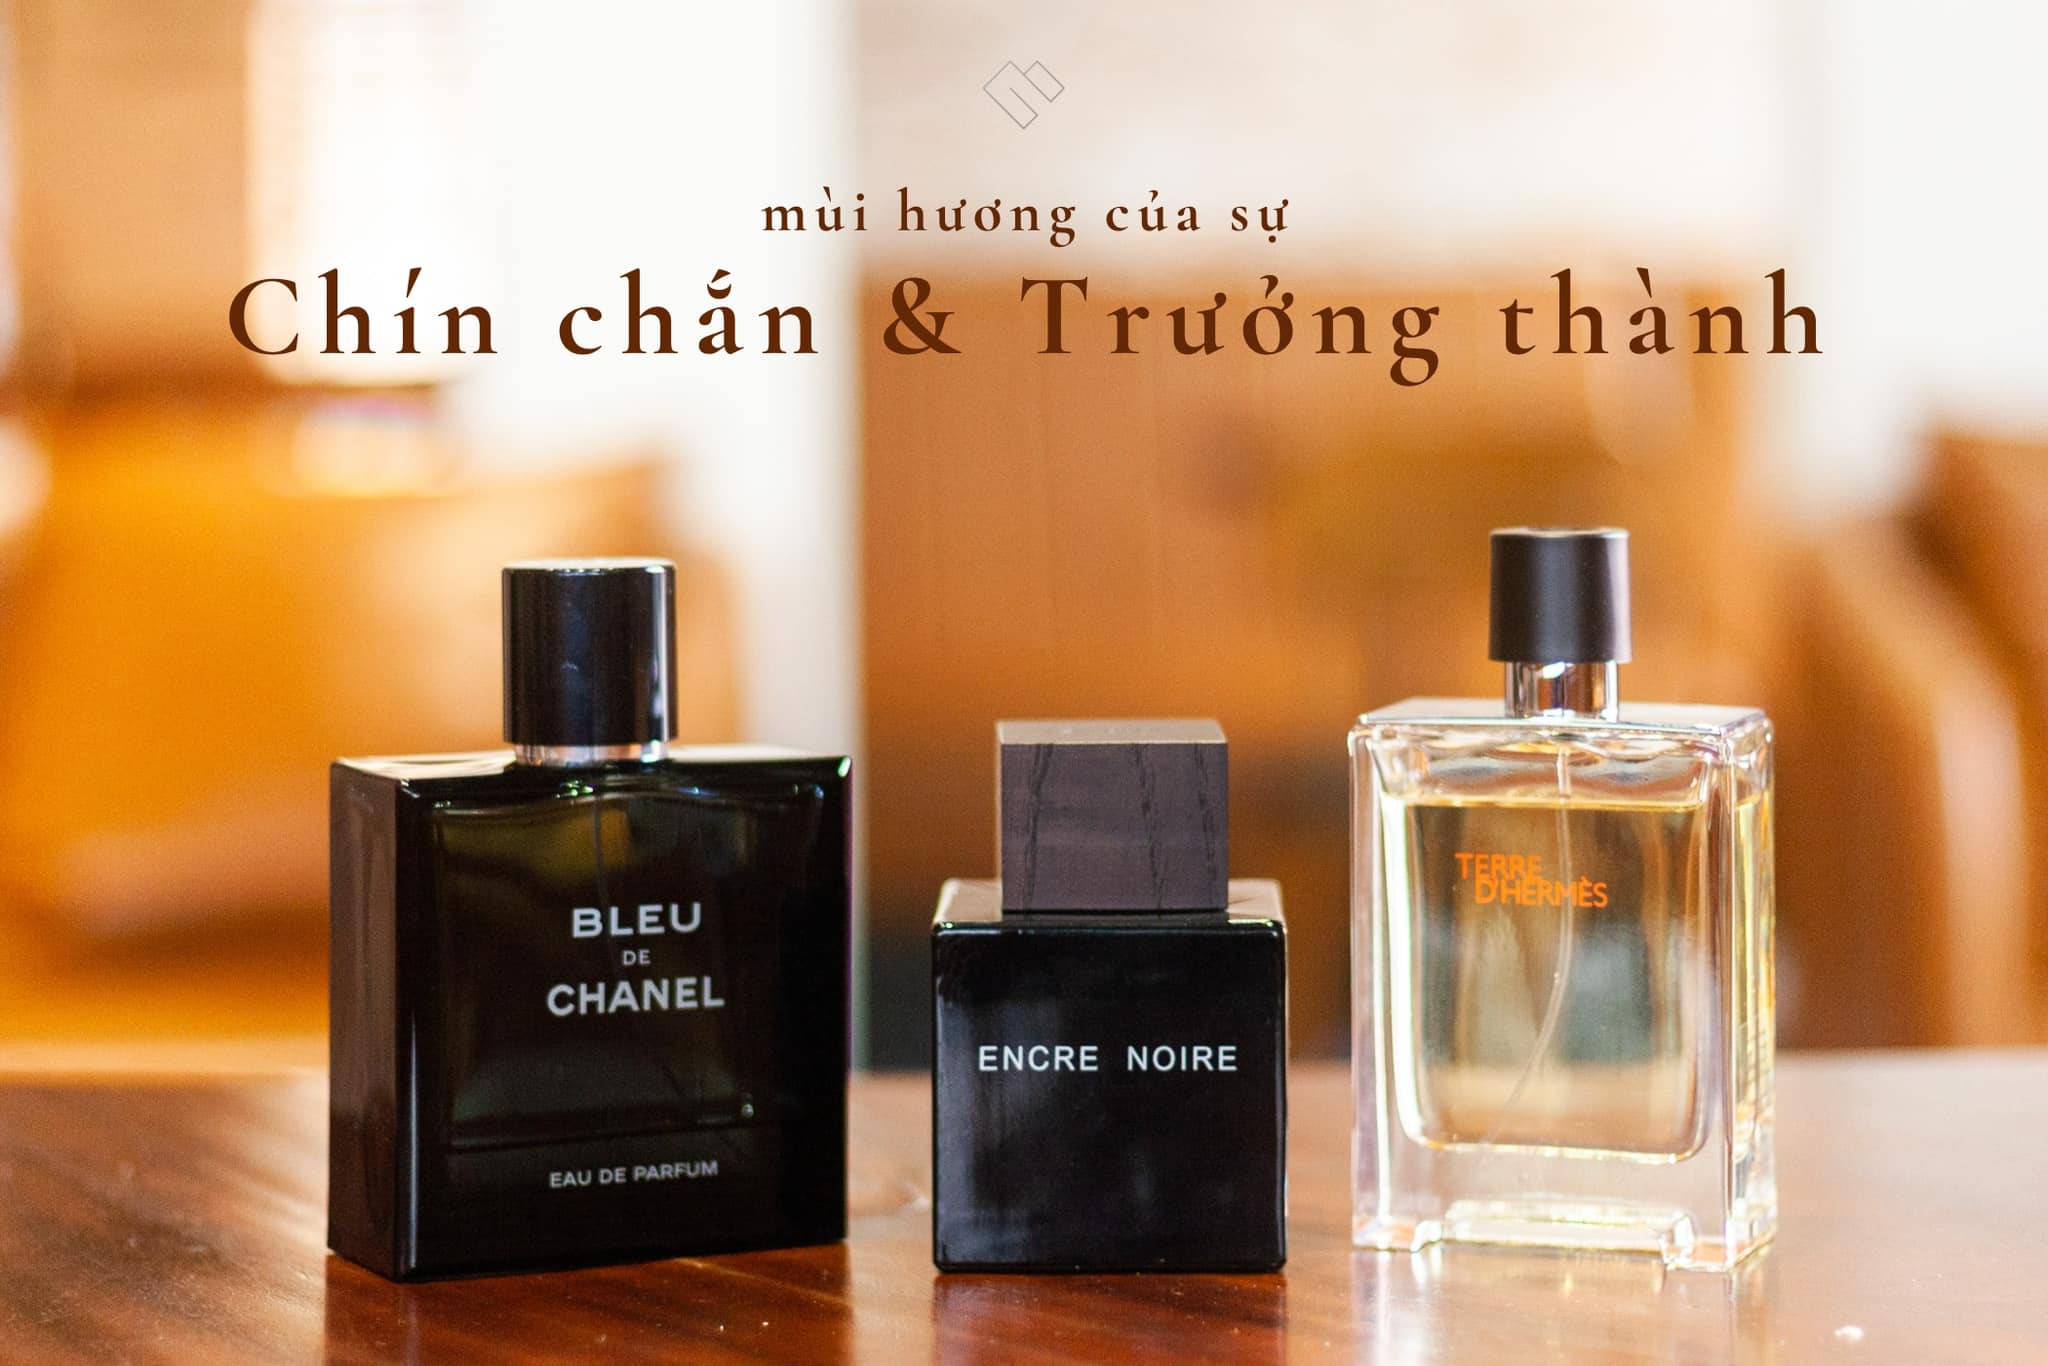 mùi hương của sự
Chín chắn & Trưởng thành
BLEU
DE
CHANEL
EAU DE PARFUM
ENCRE NOIRE
TERRE
D'HERMÈS